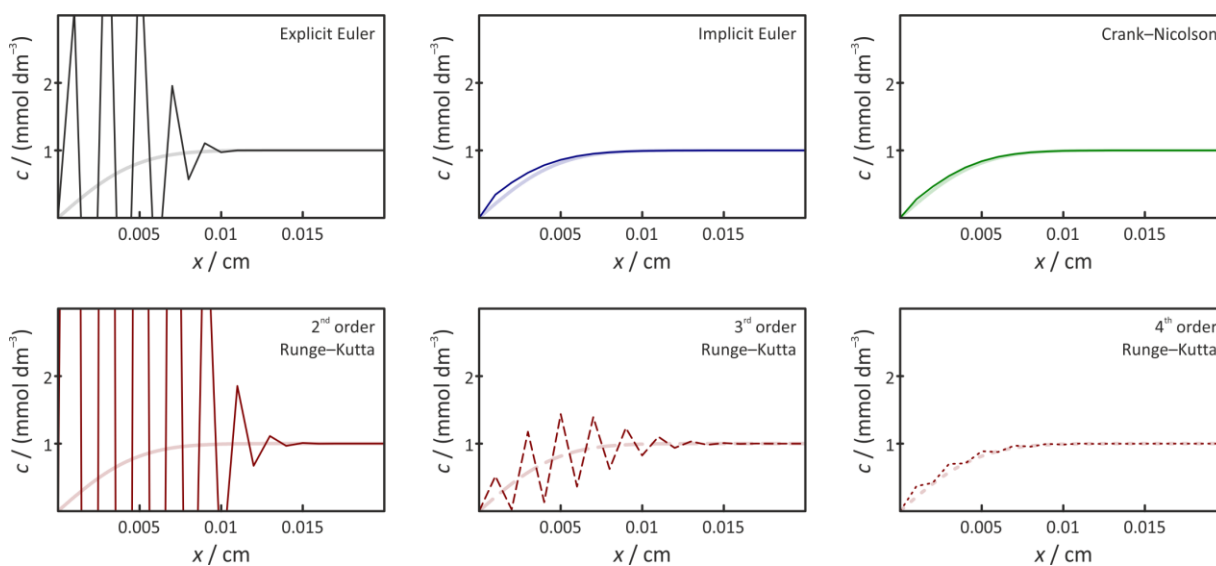 Explicit Euler
c / (mmol dm⁻³)
2
1
0.005 0.01 0.015
x / cm
Implicit Euler
c / (mmol dm⁻³)
2
1
0.005 0.01 0.015
x / cm
Crank–Nicolson
c / (mmol dm⁻³)
2
1
0.005 0.01 0.015
x / cm
2ⁿᵈ order
Runge–Kutta
c / (mmol dm⁻³)
2
1
0.005 0.01 0.015
x / cm
3ʳᵈ order
Runge–Kutta
c / (mmol dm⁻³)
2
1
0.005 0.01 0.015
x / cm
4ᵗʰ order
Runge–Kutta
c / (mmol dm⁻³)
2
1
0.005 0.01 0.015
x / cm